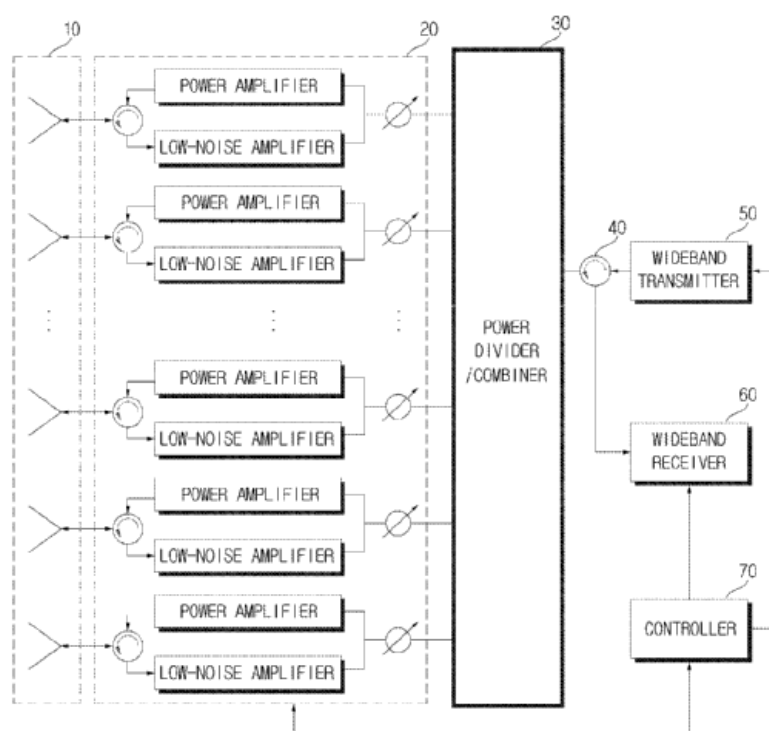 10
20
30
POWER AMPLIFIER
LOW-NOISE AMPLIFIER
POWER AMPLIFIER
LOW-NOISE AMPLIFIER
40
50
WIDEBAND
TRANSMITTER
POWER
DIVIDER
/COMBINER
POWER AMPLIFIER
LOW-NOISE AMPLIFIER
60
WIDEBAND
RECEIVER
POWER AMPLIFIER
LOW-NOISE AMPLIFIER
70
CONTROLLER
POWER AMPLIFIER
LOW-NOISE AMPLIFIER